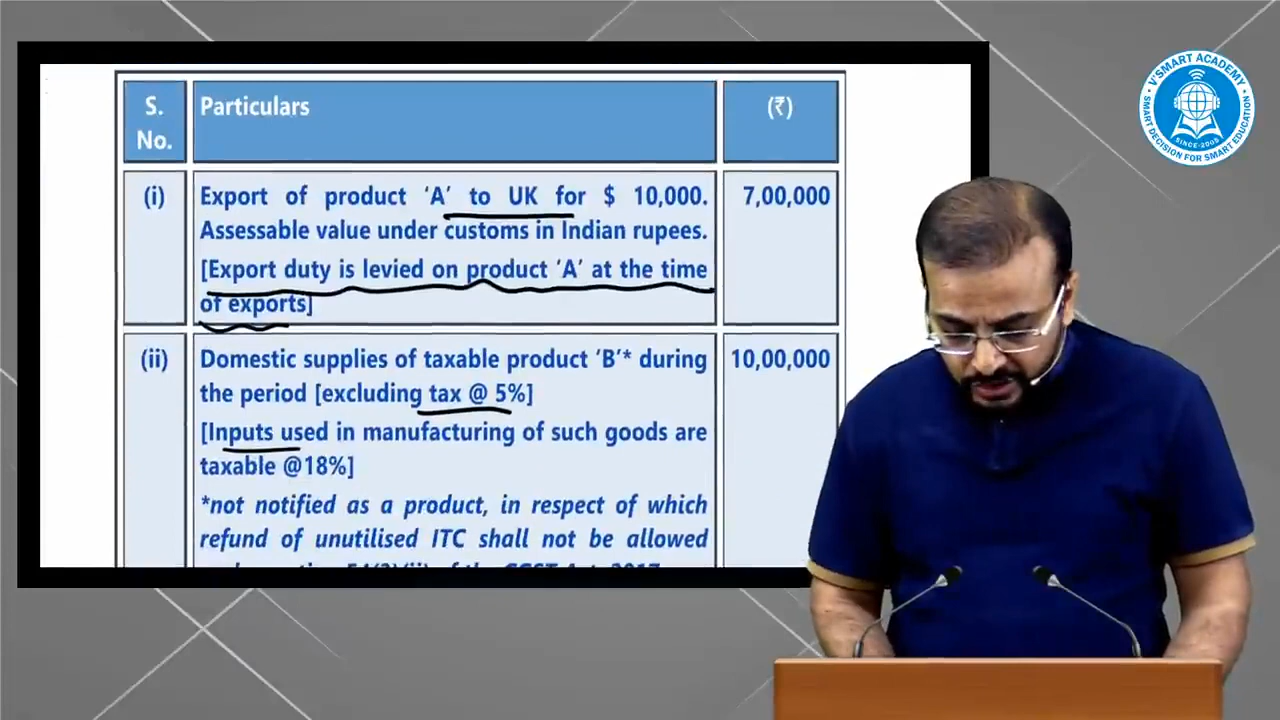 S.
No.
Particulars
(₹)
(i)
Export of product ‘A’ to UK for $ 10,000.
7,00,000
Assessable value under customs in Indian rupees.
[Export duty is levied on product ‘A’ at the time
of exports]
(ii)
Domestic supplies of taxable product ‘B’* during
10,00,000
the period [excluding tax @ 5%]
[Inputs used in manufacturing of such goods are
taxable @18%]
*not notified as a product, in respect of which
refund of unutilised ITC shall not be allowed
V'SMART ACADEMY
SMART DECISION FOR SMART EDUCATION
SINCE-2005